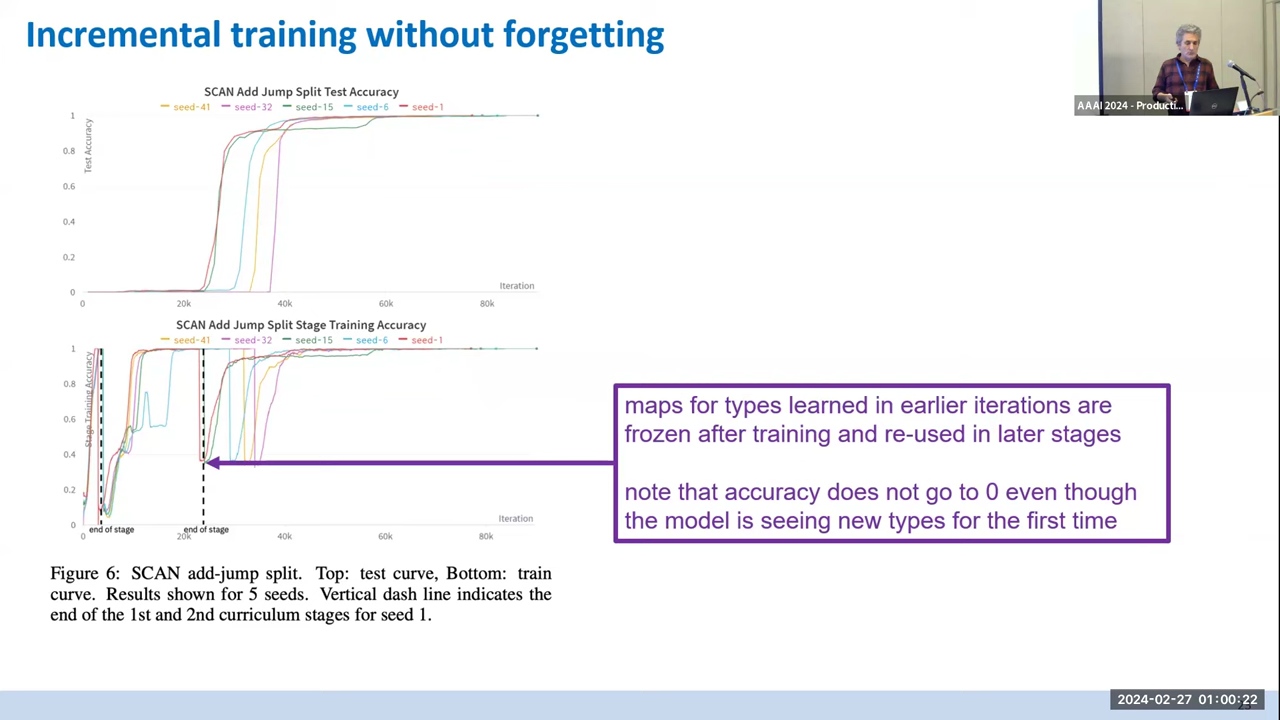 Incremental training without forgetting
AAAI 2024 - Producti...
SCAN Add Jump Split Test Accuracy
seed-41 seed-32 seed-15 seed-6 seed-1
Test Accuracy
1
0.8
0.6
0.4
0.2
0
Iteration
0 20k 40k 60k 80k
SCAN Add Jump Split Stage Training Accuracy
seed-41 seed-32 seed-15 seed-6 seed-1
Stage Training Accuracy
1
0.8
0.6
0.4
0.2
0
Iteration
end of stage end of stage
0 20k 40k 60k 80k
maps for types learned in earlier iterations are
frozen after training and re-used in later stages
note that accuracy does not go to 0 even though
the model is seeing new types for the first time
Figure 6: SCAN add-jump split. Top: test curve, Bottom: train
curve. Results shown for 5 seeds. Vertical dash line indicates the
end of the 1st and 2nd curriculum stages for seed 1.
2024-02-27 01:00:22